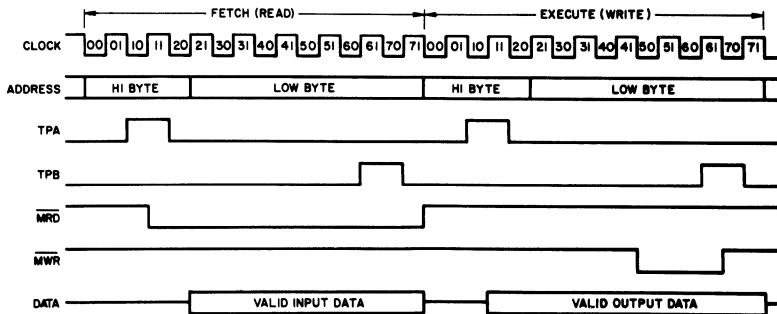 FETCH (READ) EXECUTE (WRITE)
CLOCK 00 01 10 11 20 21 30 31 40 41 50 51 60 61 70 71 00 01 10 11 20 21 30 31 40 41 50 51 60 61 70 71
ADDRESS HI BYTE LOW BYTE HI BYTE LOW BYTE
TPA
TPB
MRD
MWR
DATA VALID INPUT DATA VALID OUTPUT DATA